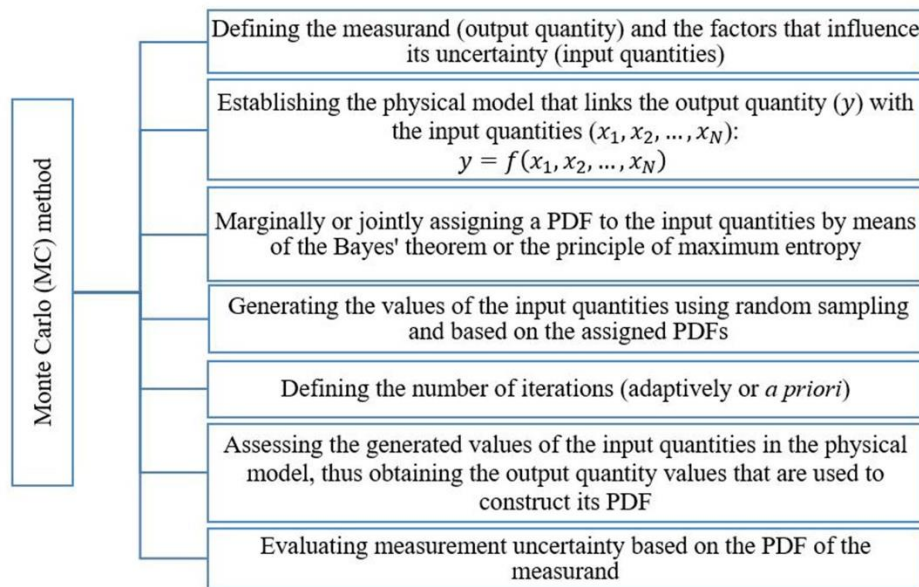 Monte Carlo (MC) method
Defining the measurand (output quantity) and the factors that influence
its uncertainty (input quantities)
Establishing the physical model that links the output quantity (y) with
the input quantities (x₁, x₂, ..., x_N):
y = f(x₁, x₂, ..., x_N)
Marginally or jointly assigning a PDF to the input quantities by means
of the Bayes' theorem or the principle of maximum entropy
Generating the values of the input quantities using random sampling
and based on the assigned PDFs
Defining the number of iterations (adaptively or a priori)
Assessing the generated values of the input quantities in the physical
model, thus obtaining the output quantity values that are used to
construct its PDF
Evaluating measurement uncertainty based on the PDF of the
measurand